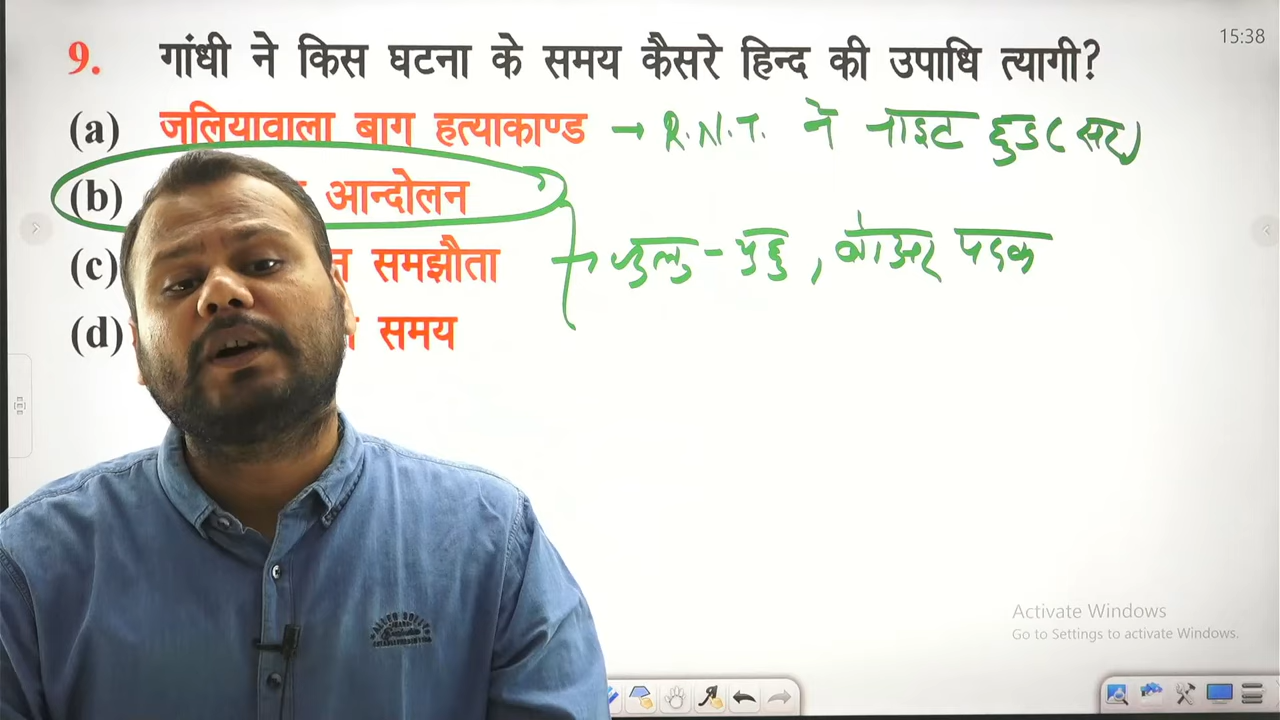 15:38
9. गांधी ने किस घटना के समय कैसरे हिन्द की उपाधि त्यागी?
(a) जलियावाला बाग हत्याकाण्ड → R.N.T. ने नाइट हुड (सर)
(b) आन्दोलन
(c) समझौता → जुलु-युद्ध, बोअर पदक
(d) समय
Activate Windows
Go to Settings to activate Windows.